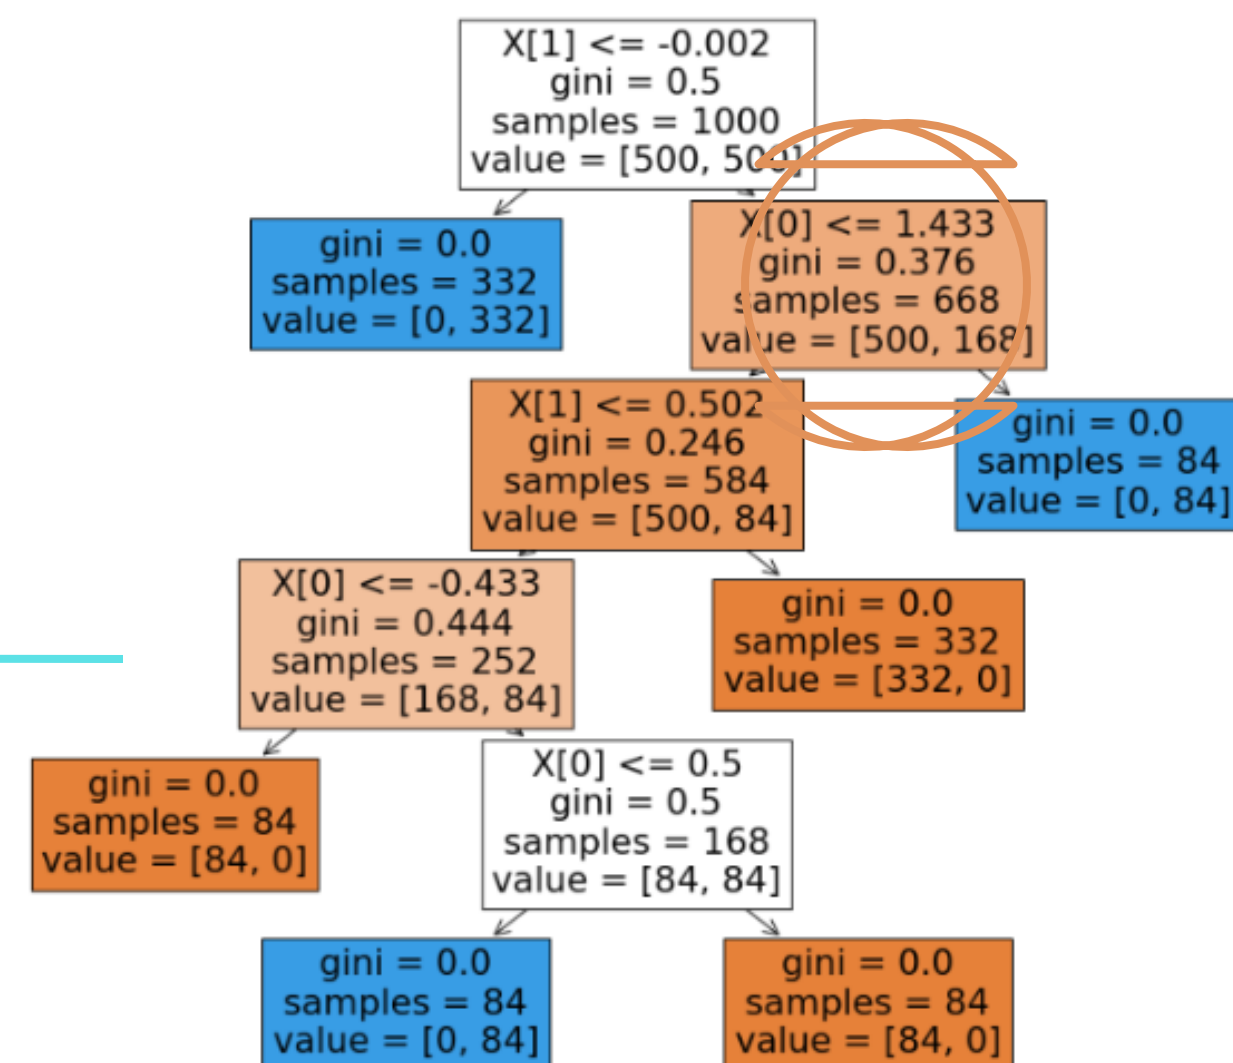 X[1] <= -0.002
gini = 0.5
samples = 1000
value = [500, 500]
gini = 0.0
samples = 332
value = [0, 332]
X[0] <= 1.433
gini = 0.376
samples = 668
value = [500, 168]
X[1] <= 0.502
gini = 0.246
samples = 584
value = [500, 84]
gini = 0.0
samples = 84
value = [0, 84]
X[0] <= -0.433
gini = 0.444
samples = 252
value = [168, 84]
gini = 0.0
samples = 332
value = [332, 0]
gini = 0.0
samples = 84
value = [84, 0]
X[0] <= 0.5
gini = 0.5
samples = 168
value = [84, 84]
gini = 0.0
samples = 84
value = [0, 84]
gini = 0.0
samples = 84
value = [84, 0]